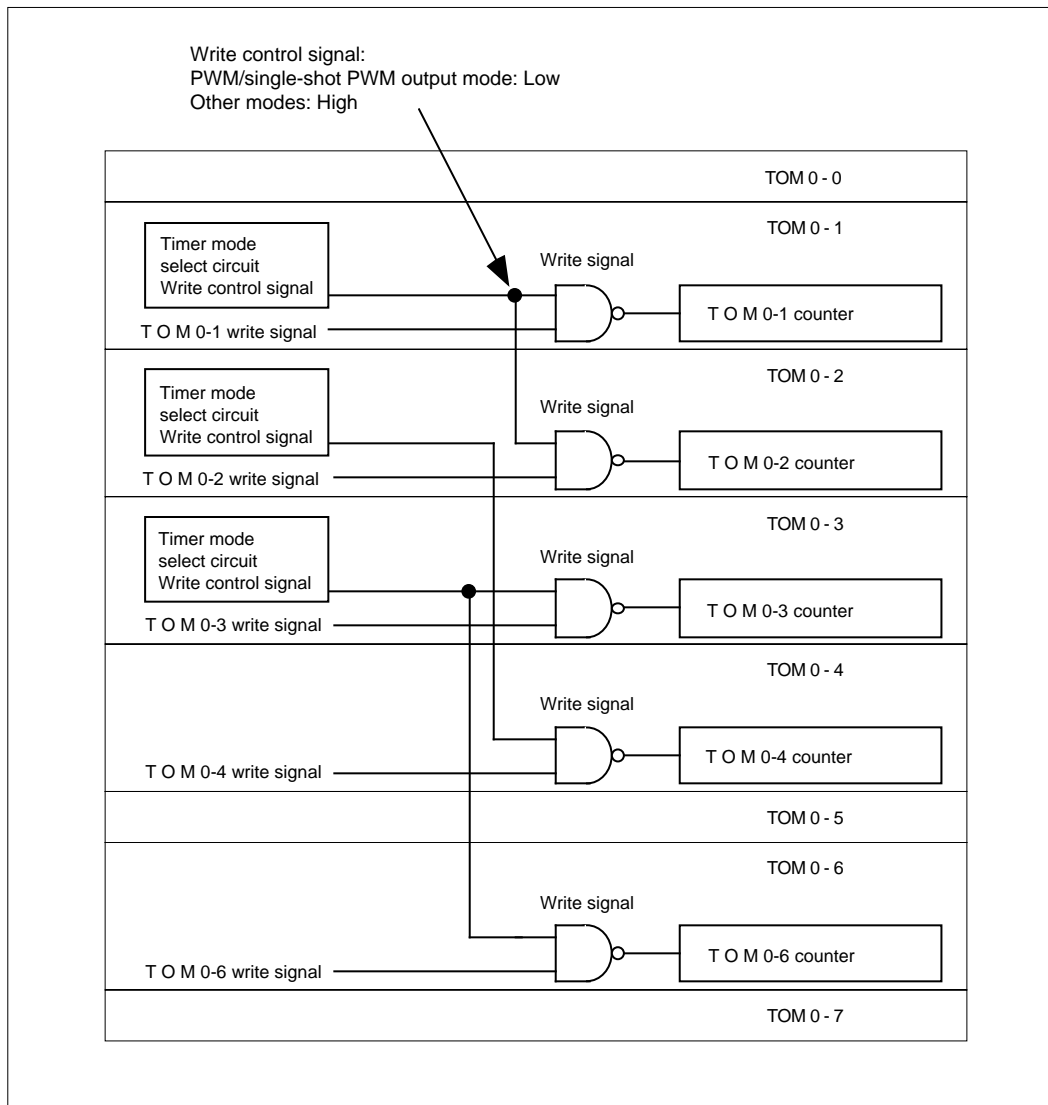 Write control signal:
PWM/single-shot PWM output mode: Low
Other modes: High
TOM 0 - 0
TOM 0 - 1
Timer mode
select circuit
Write control signal
Write signal
T O M 0-1 counter
T O M 0-1 write signal
TOM 0 - 2
Timer mode
select circuit
Write control signal
Write signal
T O M 0-2 counter
T O M 0-2 write signal
TOM 0 - 3
Timer mode
select circuit
Write control signal
Write signal
T O M 0-3 counter
T O M 0-3 write signal
TOM 0 - 4
Write signal
T O M 0-4 counter
T O M 0-4 write signal
TOM 0 - 5
TOM 0 - 6
Write signal
T O M 0-6 counter
T O M 0-6 write signal
TOM 0 - 7